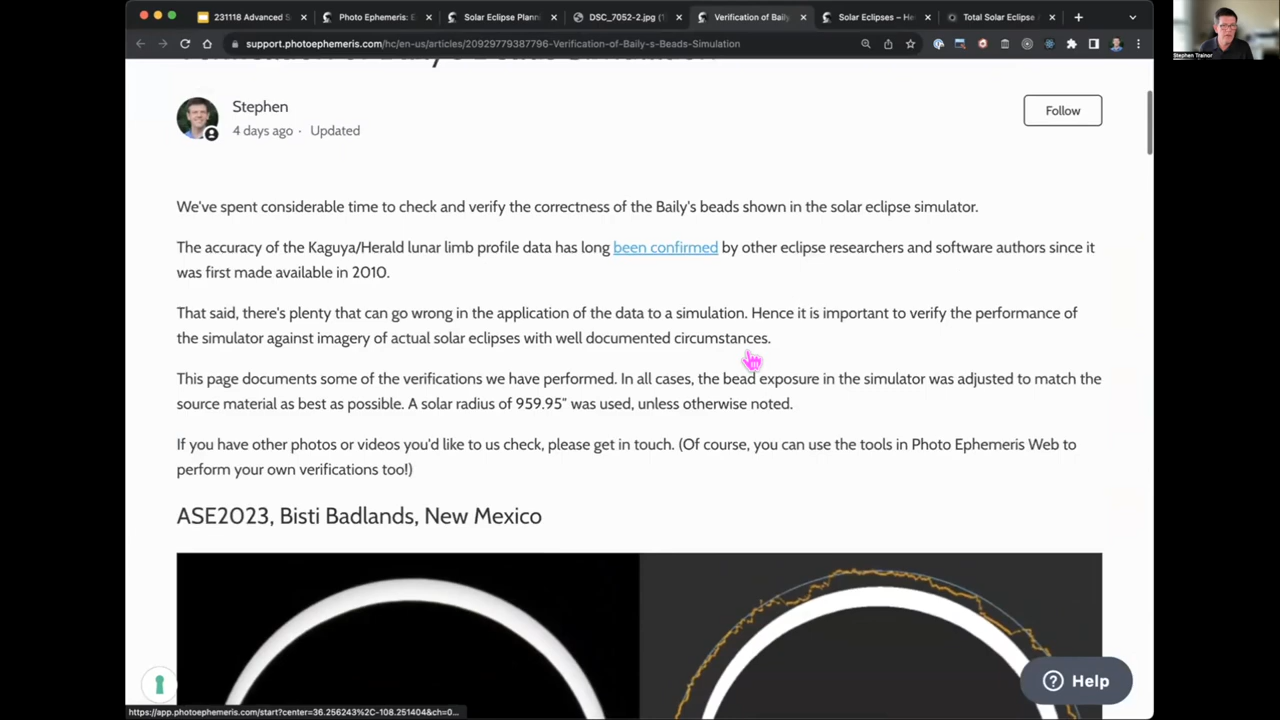 231118 Advanced S
Photo Ephemeris: E
Solar Eclipse Planni
DSC_7052-2.jpg (1
Verification of Baily
Solar Eclipses – He
Total Solar Eclipse
support.photoephemeris.com/hc/en-us/articles/20929779387796-Verification-of-Baily-s-Beads-Simulation
Stephen Trainor
Verification of Baily's Beads Simulation
Stephen
4 days ago · Updated
Follow
We've spent considerable time to check and verify the correctness of the Baily's beads shown in the solar eclipse simulator.
The accuracy of the Kaguya/Herald lunar limb profile data has long been confirmed by other eclipse researchers and software authors since it
was first made available in 2010.
That said, there's plenty that can go wrong in the application of the data to a simulation. Hence it is important to verify the performance of
the simulator against imagery of actual solar eclipses with well documented circumstances.
This page documents some of the verifications we have performed. In all cases, the bead exposure in the simulator was adjusted to match the
source material as best as possible. A solar radius of 959.95" was used, unless otherwise noted.
If you have other photos or videos you'd like to us check, please get in touch. (Of course, you can use the tools in Photo Ephemeris Web to
perform your own verifications too!)
ASE2023, Bisti Badlands, New Mexico
Help
https://app.photoephemeris.com/start?center=36.256243%2C-108.251404&ch=0...